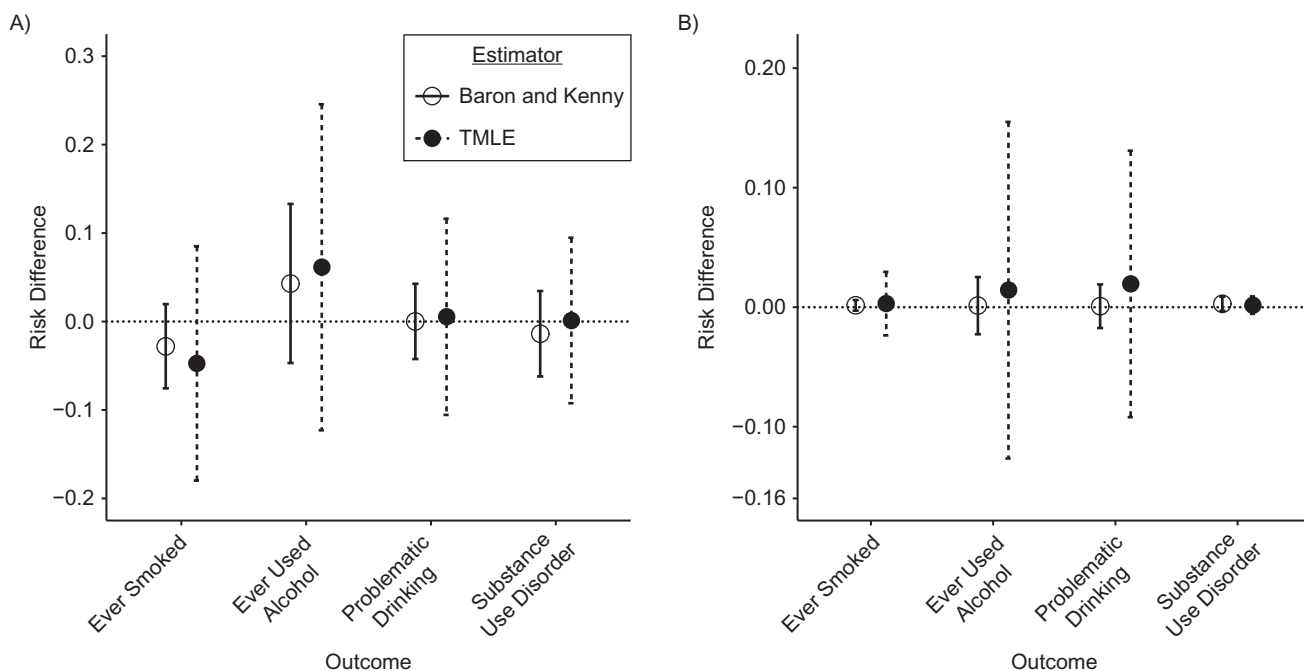 A)
Risk Difference
0.3
0.2
0.1
0.0
−0.1
−0.2
Estimator
Baron and Kenny
TMLE
Ever Smoked
Ever Used
Alcohol
Problematic
Drinking
Substance
Use Disorder
Outcome
B)
Risk Difference
0.20
0.10
0.00
−0.10
−0.16
Ever Smoked
Ever Used
Alcohol
Problematic
Drinking
Substance
Use Disorder
Outcome